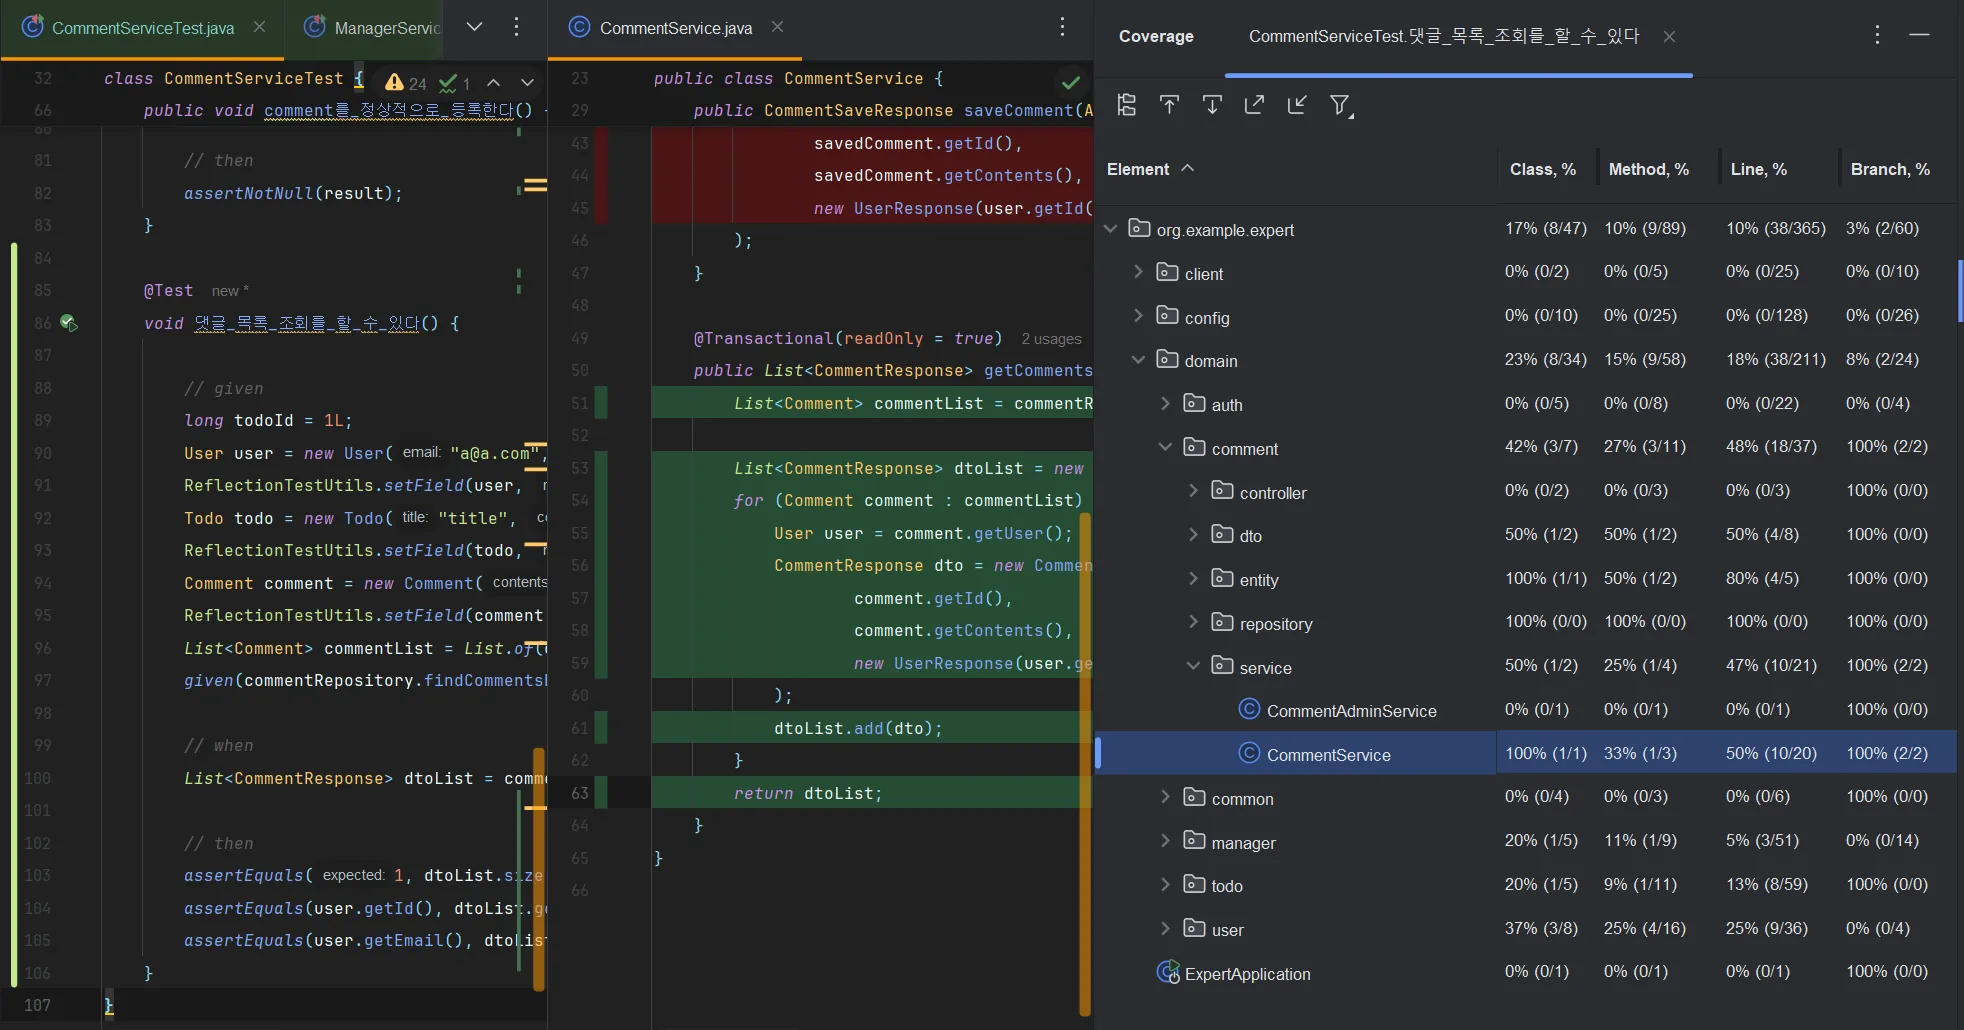 CommentServiceTest.java
ManagerServic
32 class CommentServiceTest {
24 1
66 public void comment를_정상적으로_등록한다() {
81 // then
82 assertNotNull(result);
83 }
84
85 @Test new *
86 void 댓글_목록_조회를_할_수_있다() {
87
88 // given
89 long todoId = 1L;
90 User user = new User( email: "a@a.com",
91 ReflectionTestUtils.setField(user,
92 Todo todo = new Todo( title: "title",
93 ReflectionTestUtils.setField(todo,
94 Comment comment = new Comment( contents
95 ReflectionTestUtils.setField(comment
96 List<Comment> commentList = List.of(
97 given(commentRepository.findComments
98
99 // when
100 List<CommentResponse> dtoList = comm
101
102 // then
103 assertEquals( expected: 1, dtoList.size
104 assertEquals(user.getId(), dtoList.ge
105 assertEquals(user.getEmail(), dtoList
106 }
107 }
CommentService.java
23 public class CommentService {
29 public CommentSaveResponse saveComment(A
43 savedComment.getId(),
44 savedComment.getContents(),
45 new UserResponse(user.getId(
46 );
47 }
48
49 @Transactional(readOnly = true) 2 usages
50 public List<CommentResponse> getComments
51 List<Comment> commentList = commentR
52
53 List<CommentResponse> dtoList = new
54 for (Comment comment : commentList)
55 User user = comment.getUser();
56 CommentResponse dto = new Commen
57 comment.getId(),
58 comment.getContents(),
59 new UserResponse(user.ge
60 );
61 dtoList.add(dto);
62 }
63 return dtoList;
64 }
65 }
66
Coverage CommentServiceTest.댓글_목록_조회를_할_수_있다
Element Class, % Method, % Line, % Branch, %
org.example.expert 17% (8/47) 10% (9/89) 10% (38/365) 3% (2/60)
client 0% (0/2) 0% (0/5) 0% (0/25) 0% (0/10)
config 0% (0/10) 0% (0/25) 0% (0/128) 0% (0/26)
domain 23% (8/34) 15% (9/58) 18% (38/211) 8% (2/24)
auth 0% (0/5) 0% (0/8) 0% (0/22) 0% (0/4)
comment 42% (3/7) 27% (3/11) 48% (18/37) 100% (2/2)
controller 0% (0/2) 0% (0/3) 0% (0/3) 100% (0/0)
dto 50% (1/2) 50% (1/2) 50% (4/8) 100% (0/0)
entity 100% (1/1) 50% (1/2) 80% (4/5) 100% (0/0)
repository 100% (0/0) 100% (0/0) 100% (0/0) 100% (0/0)
service 50% (1/2) 25% (1/4) 47% (10/21) 100% (2/2)
CommentAdminService 0% (0/1) 0% (0/1) 0% (0/1) 100% (0/0)
CommentService 100% (1/1) 33% (1/3) 50% (10/20) 100% (2/2)
common 0% (0/4) 0% (0/3) 0% (0/6) 100% (0/0)
manager 20% (1/5) 11% (1/9) 5% (3/51) 0% (0/14)
todo 20% (1/5) 9% (1/11) 13% (8/59) 100% (0/0)
user 37% (3/8) 25% (4/16) 25% (9/36) 0% (0/4)
ExpertApplication 0% (0/1) 0% (0/1) 0% (0/1) 100% (0/0)